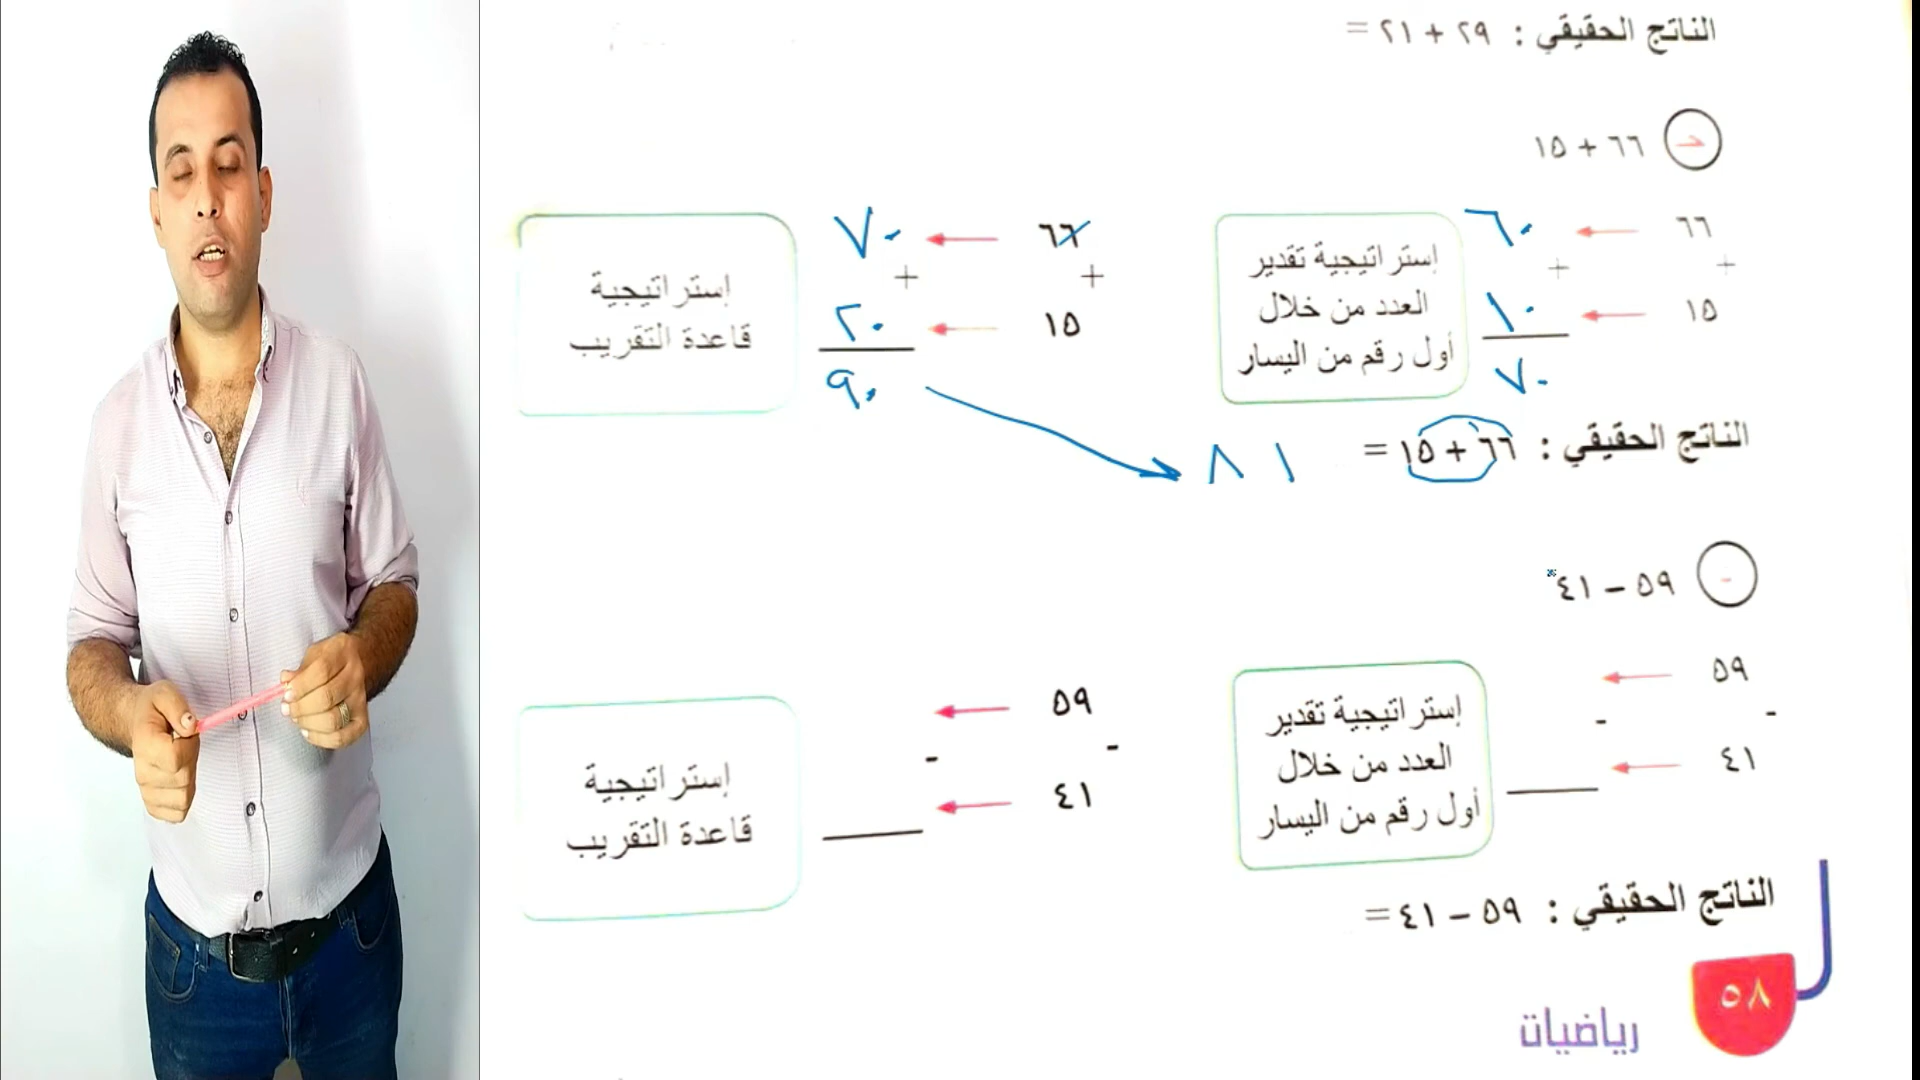 الناتج الحقيقي : ٢٩ + ٢١ =
ح ٦٦ + ١٥
٦٦ ٦٠
+ +
١٥ ١٠
٧٠
إستراتيجية تقدير
العدد من خلال
أول رقم من اليسار
٦٦ ٧٠
+ +
١٥ ٢٠
٩٠
إستراتيجية
قاعدة التقريب
الناتج الحقيقي : ٦٦ + ١٥ = ٨١
٥٩ – ٤١
٥٩
- -
٤١
إستراتيجية تقدير
العدد من خلال
أول رقم من اليسار
٥٩
- -
٤١
إستراتيجية
قاعدة التقريب
الناتج الحقيقي : ٥٩ – ٤١ =
٥٨
رياضيات